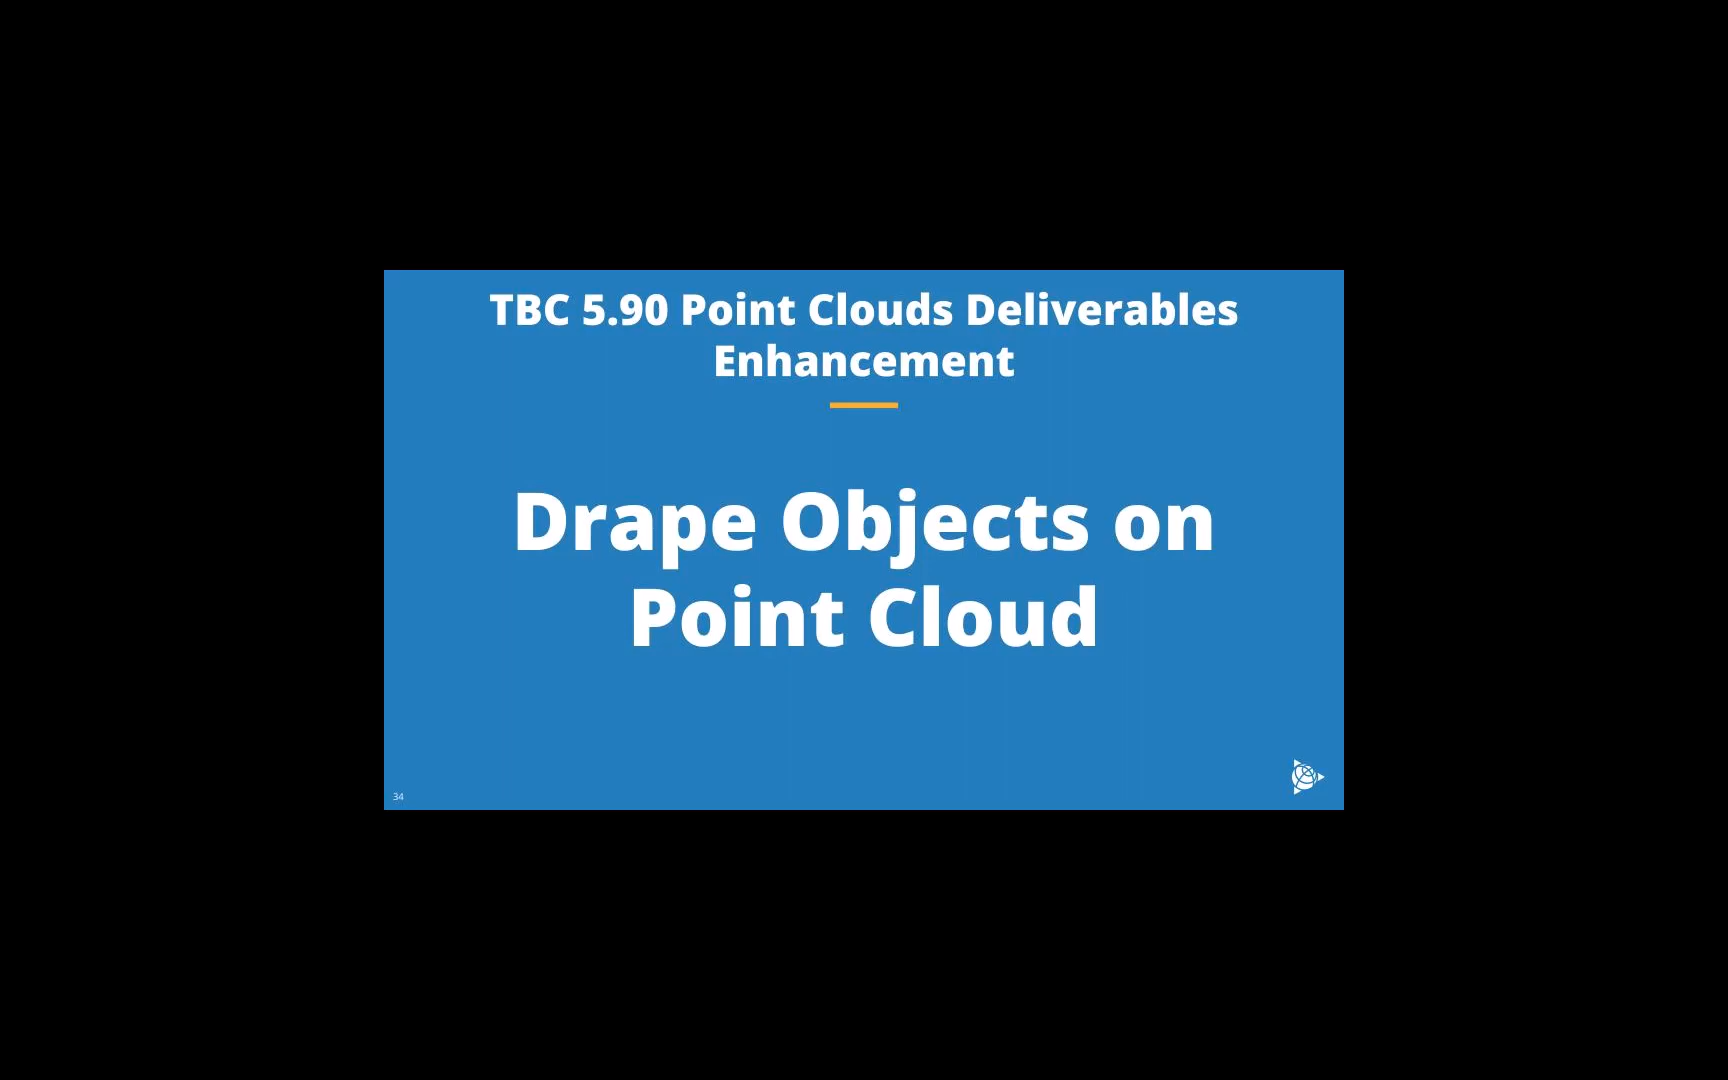 TBC 5.90 Point Clouds Deliverables
Enhancement
Drape Objects on
Point Cloud
34